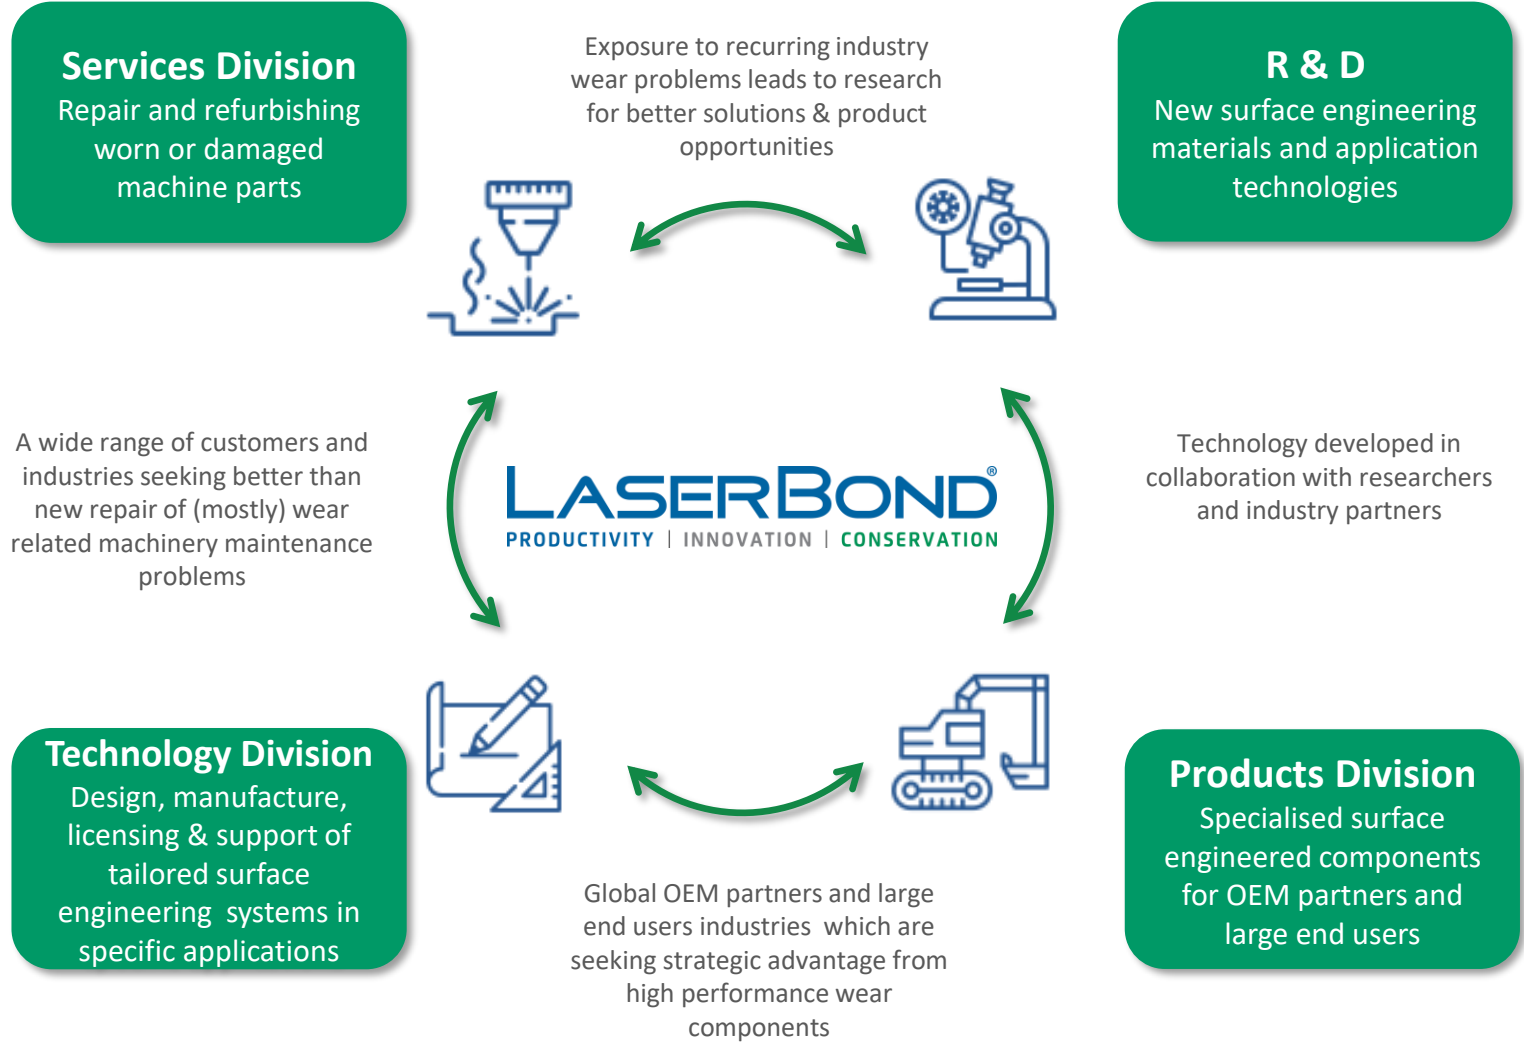 Services Division
Repair and refurbishing
worn or damaged
machine parts
Exposure to recurring industry
wear problems leads to research
for better solutions & product
opportunities
R & D
New surface engineering
materials and application
technologies
A wide range of customers and
industries seeking better than
new repair of (mostly) wear
related machinery maintenance
problems
LASERBOND®
PRODUCTIVITY | INNOVATION | CONSERVATION
Technology developed in
collaboration with researchers
and industry partners
Technology Division
Design, manufacture,
licensing & support of
tailored surface
engineering  systems in
specific applications
Global OEM partners and large
end users industries  which are
seeking strategic advantage from
high performance wear
components
Products Division
Specialised surface
engineered components
for OEM partners and
large end users